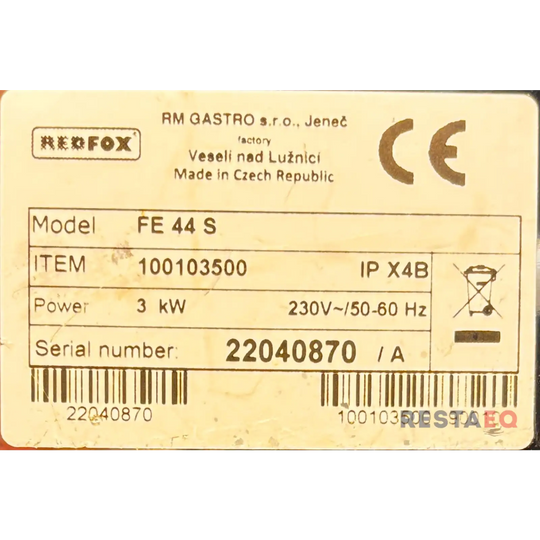 RM GASTRO s.r.o., Jeneč
factory
REDFOX
Veselí nad Lužnicí
Made in Czech Republic
CE
Model FE 44 S
ITEM 100103500 IP X4B
Power 3 kW 230V~/50-60 Hz
Serial number: 22040870 / A
22040870
100103500
RESTAEQ